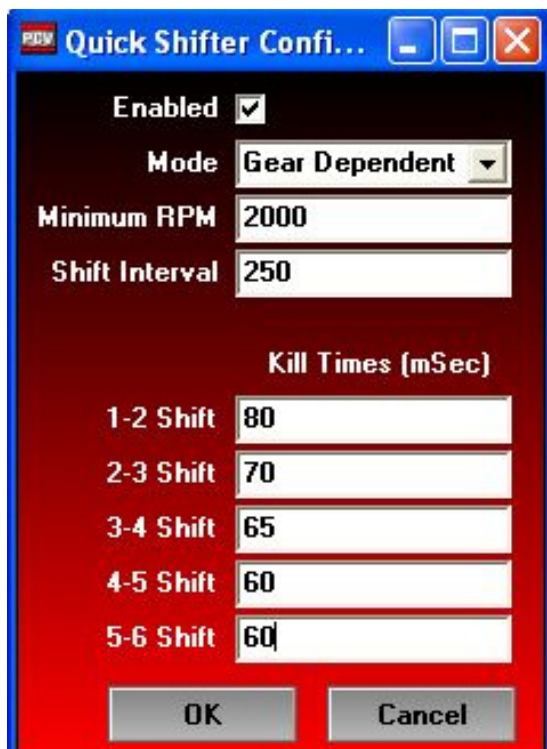 PCV Quick Shifter Confi...
Enabled
Mode Gear Dependent
Minimum RPM 2000
Shift Interval 250
Kill Times (mSec)
1-2 Shift 80
2-3 Shift 70
3-4 Shift 65
4-5 Shift 60
5-6 Shift 60
OK Cancel